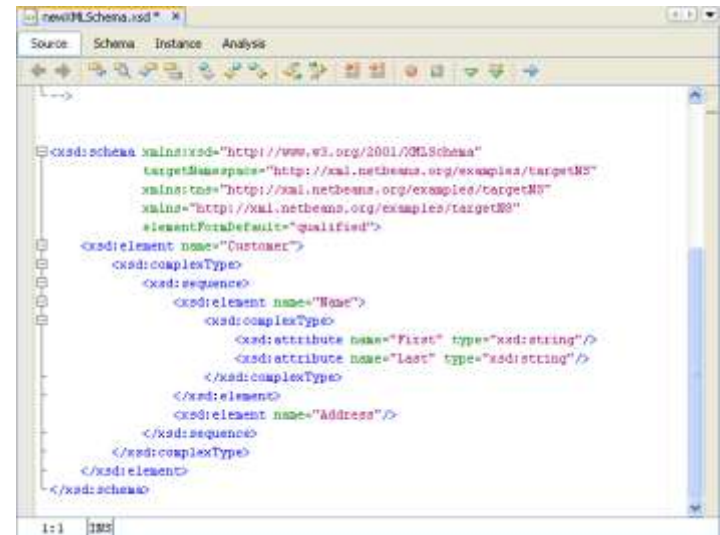 newXMLSchema.xsd *
Source Schema Instance Analysis
-->
<xsd:schema xmlns:xsd="http://www.w3.org/2001/XMLSchema"
targetNamespace="http://xml.netbeans.org/examples/targetNS"
xmlns:tns="http://xml.netbeans.org/examples/targetNS"
xmlns="http://xml.netbeans.org/examples/targetNS"
elementFormDefault="qualified">
<xsd:element name="Customer">
<xsd:complexType>
<xsd:sequence>
<xsd:element name="Name">
<xsd:complexType>
<xsd:attribute name="First" type="xsd:string"/>
<xsd:attribute name="Last" type="xsd:string"/>
</xsd:complexType>
</xsd:element>
<xsd:element name="Address"/>
</xsd:sequence>
</xsd:complexType>
</xsd:element>
</xsd:schema>
1:1 INS